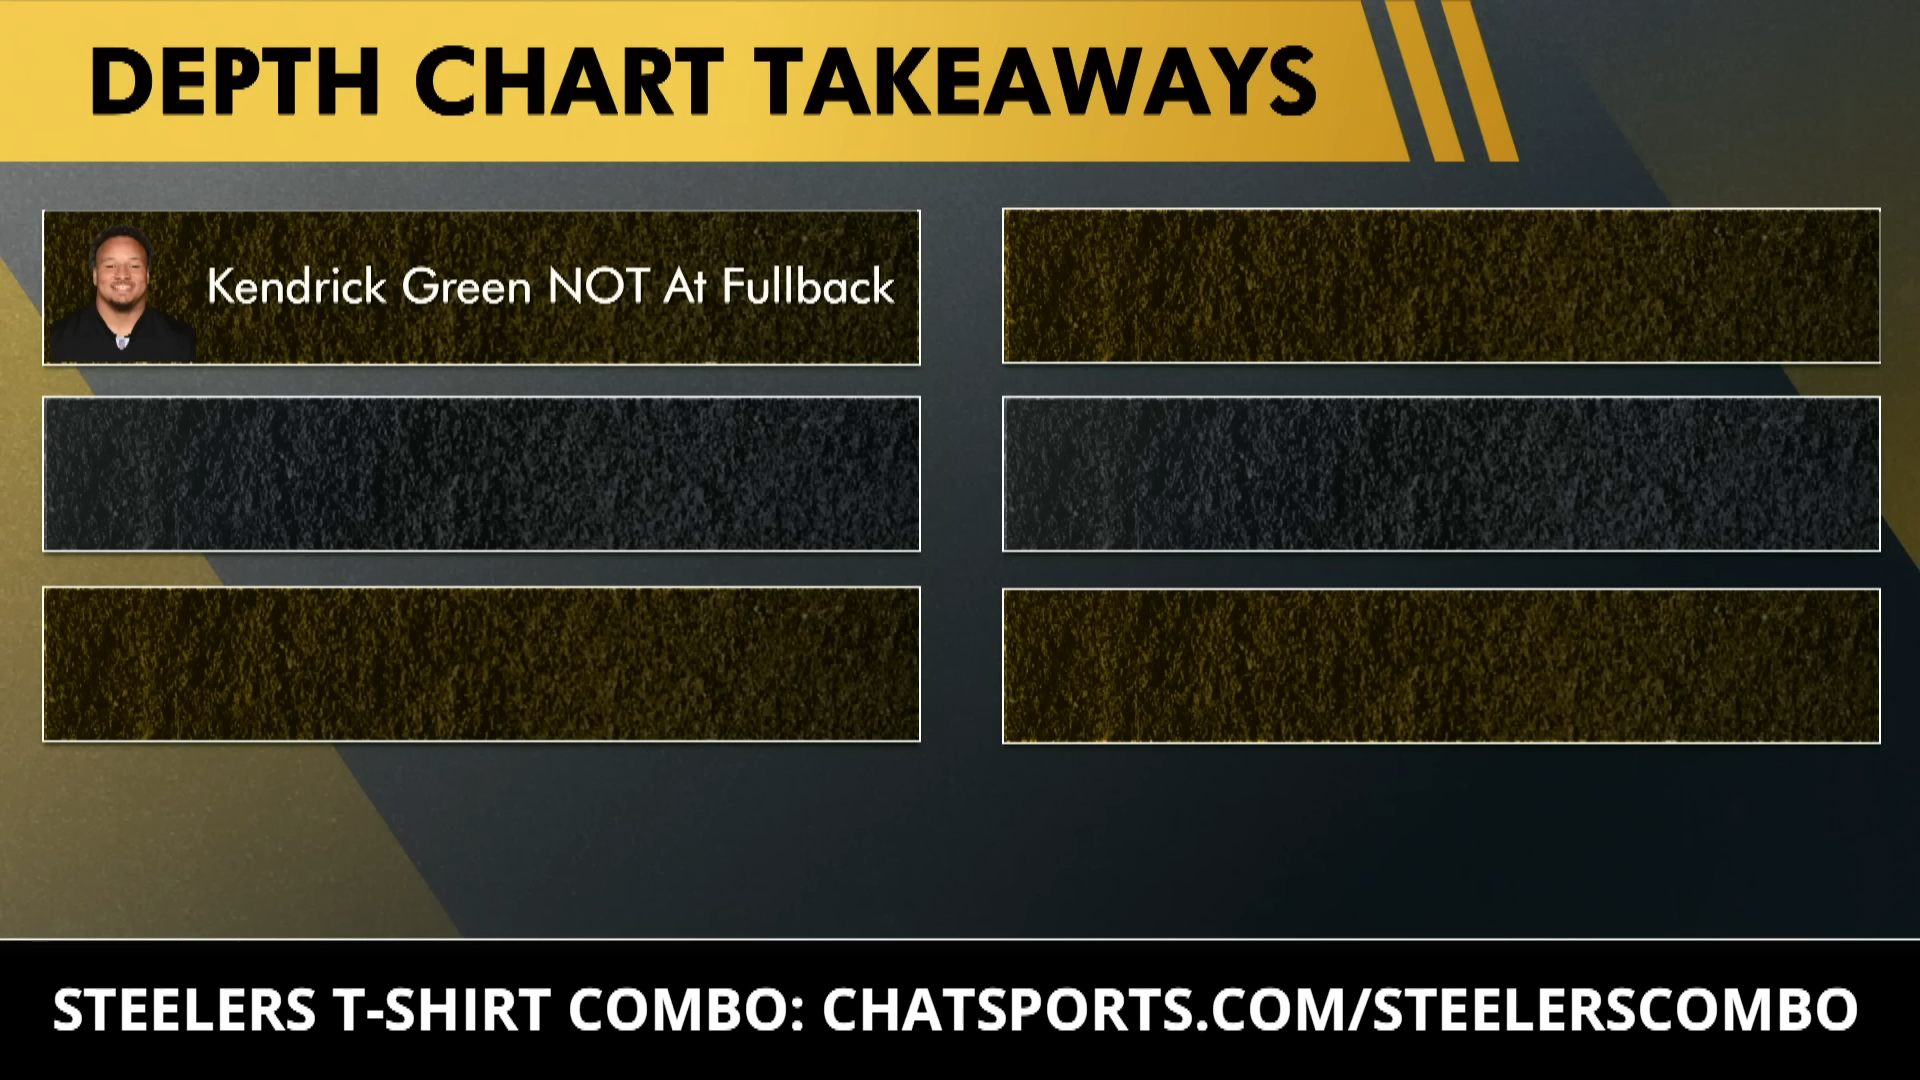 DEPTH CHART TAKEAWAYS
Kendrick Green NOT At Fullback
STEELERS T-SHIRT COMBO: CHATSPORTS.COM/STEELERSCOMBO